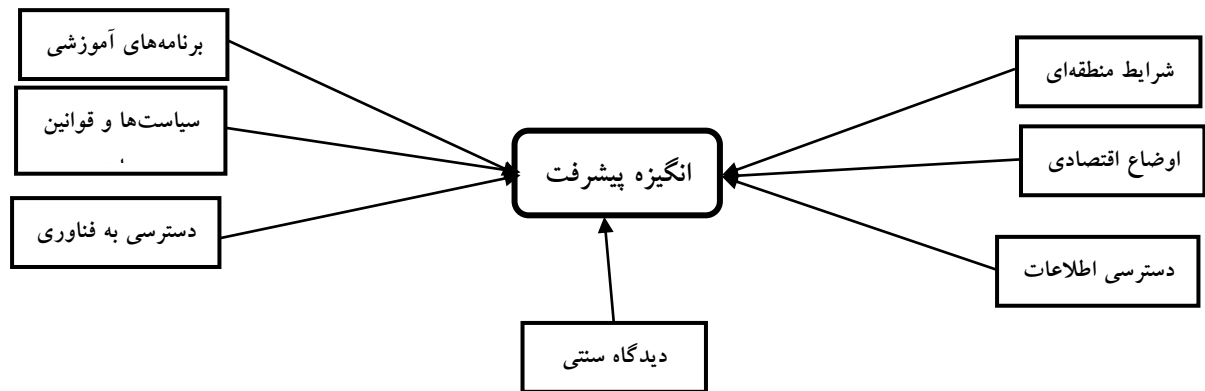 برنامه‌های آموزشی
شرایط منطقه‌ای
سیاست‌ها و قوانین
اوضاع اقتصادی
انگیزه پیشرفت
دسترسی به فناوری
دسترسی اطلاعات
دیدگاه سنتی